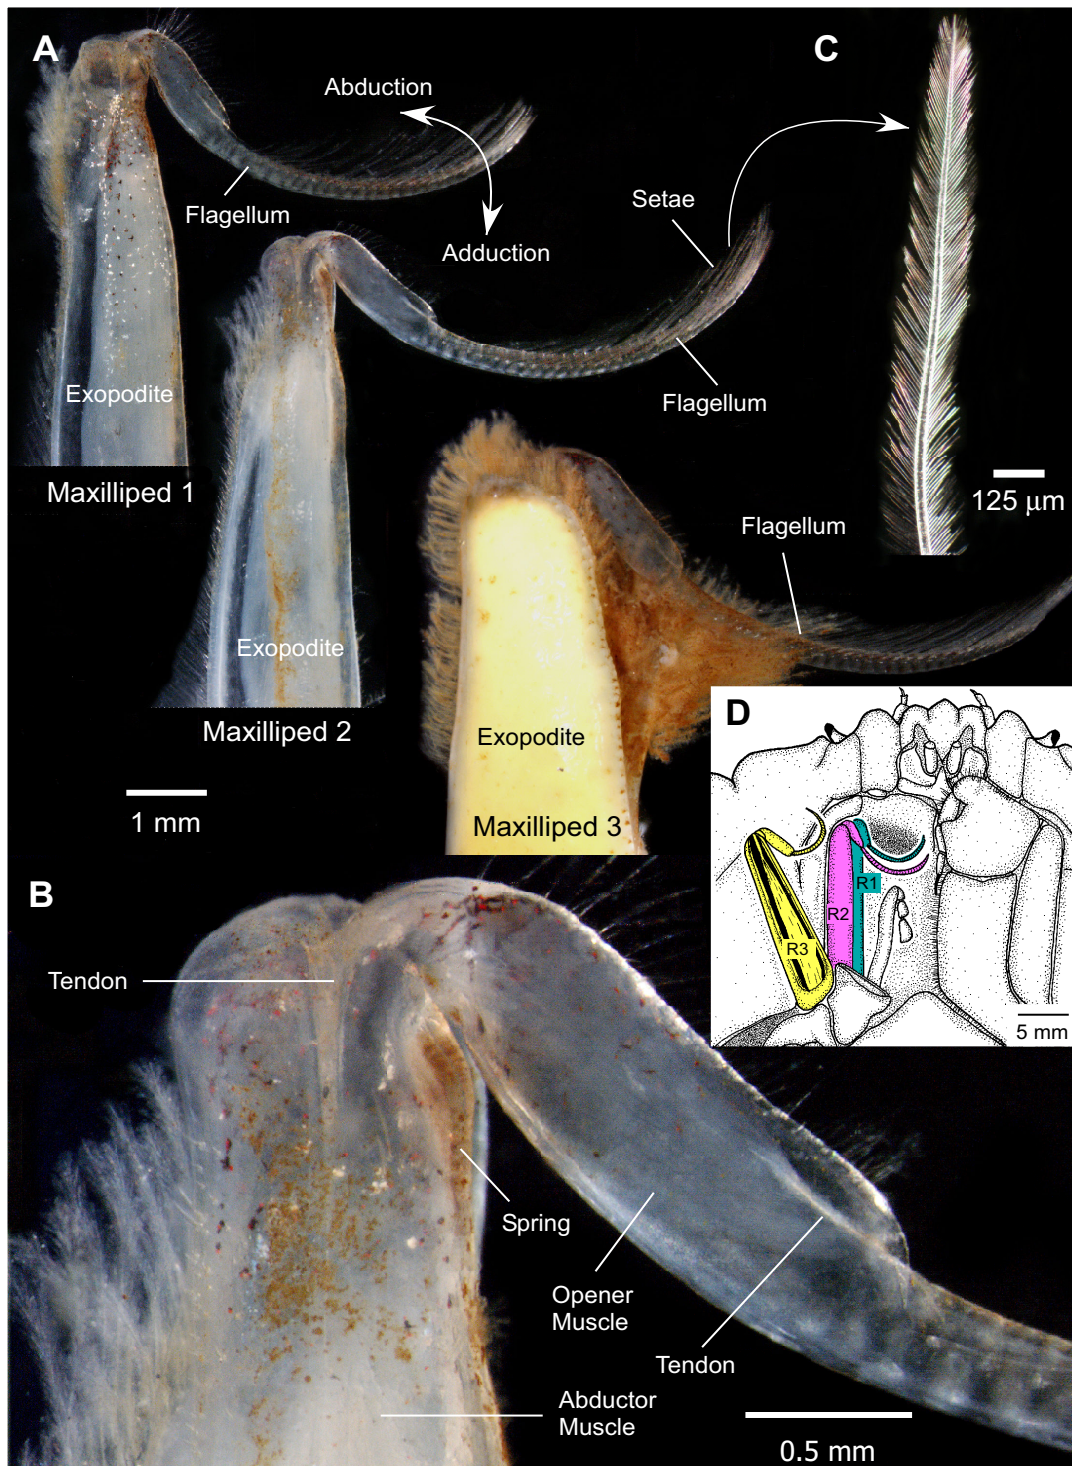 A
Abduction
Flagellum
Adduction
Exopodite
Maxilliped 1
C
Setae
Flagellum
125 µm
Exopodite
Maxilliped 2
Flagellum
Exopodite
Maxilliped 3
1 mm
D
R1
R2
R3
5 mm
B
Tendon
Spring
Opener
Muscle
Tendon
Abductor
Muscle
0.5 mm